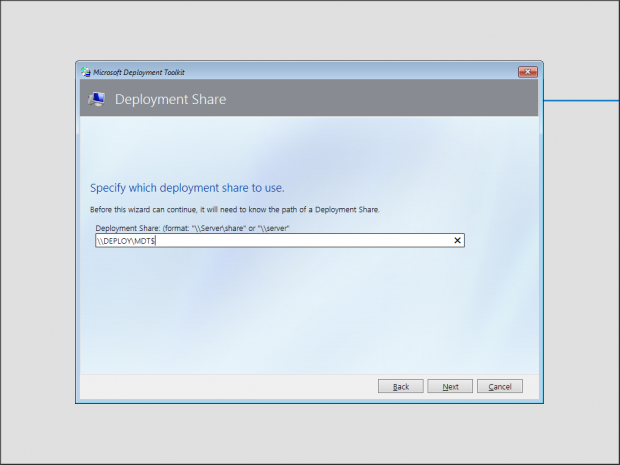 Microsoft Deployment Toolkit
Deployment Share
Specify which deployment share to use.
Before this wizard can continue, it will need to know the path of a Deployment Share.
Deployment Share: (format: "\\Server\share" or "\\server"
\\DEPLOY\MDT$
Back Next Cancel